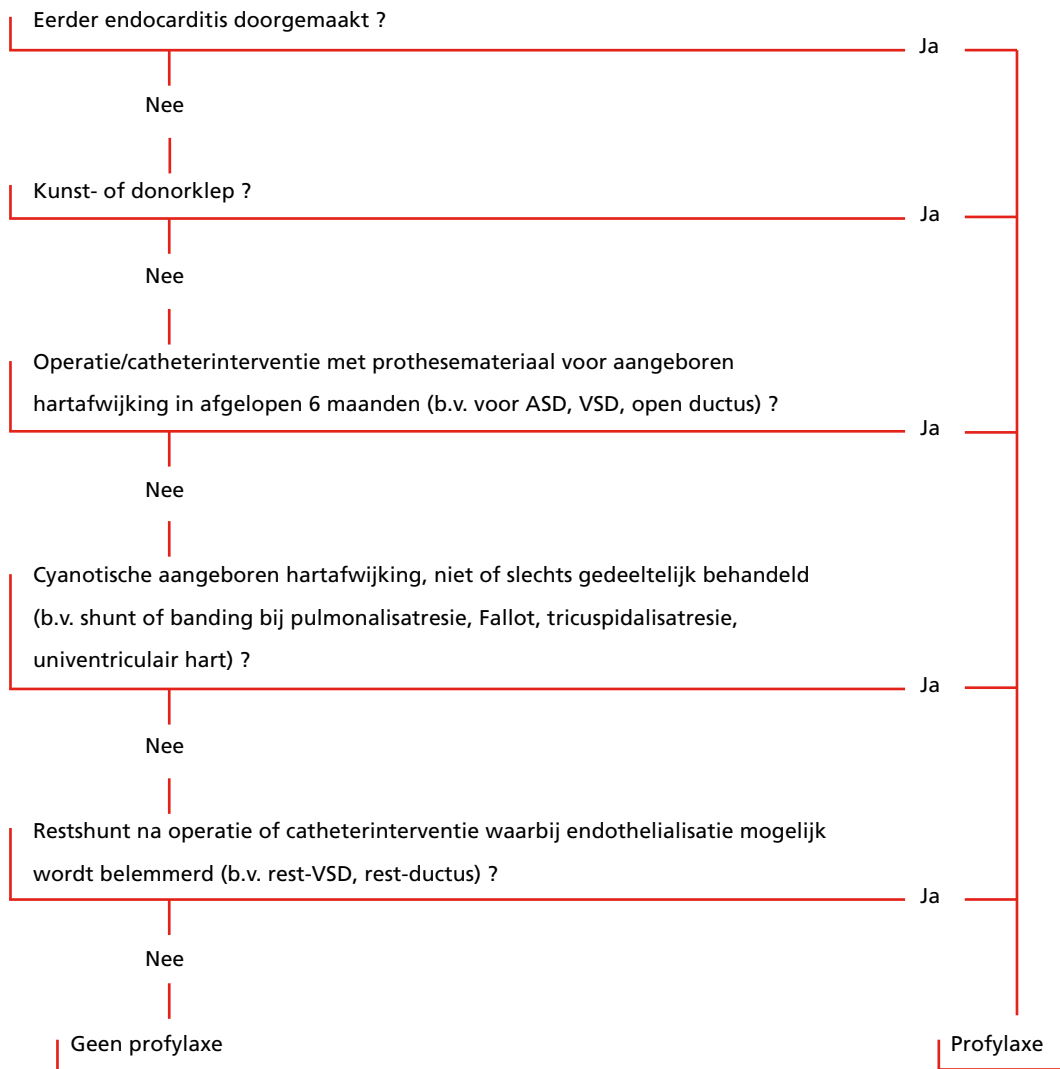 Eerder endocarditis doorgemaakt ?
Ja
Nee
Kunst- of donorklep ?
Ja
Nee
Operatie/catheterinterventie met prothesemateriaal voor aangeboren
hartafwijking in afgelopen 6 maanden (b.v. voor ASD, VSD, open ductus) ?
Ja
Nee
Cyanotische aangeboren hartafwijking, niet of slechts gedeeltelijk behandeld
(b.v. shunt of banding bij pulmonalisatresie, Fallot, tricuspidalisatresie,
univentriculair hart) ?
Ja
Nee
Restshunt na operatie of catheterinterventie waarbij endothelialisatie mogelijk
wordt belemmerd (b.v. rest-VSD, rest-ductus) ?
Ja
Nee
Geen profylaxe
Profylaxe